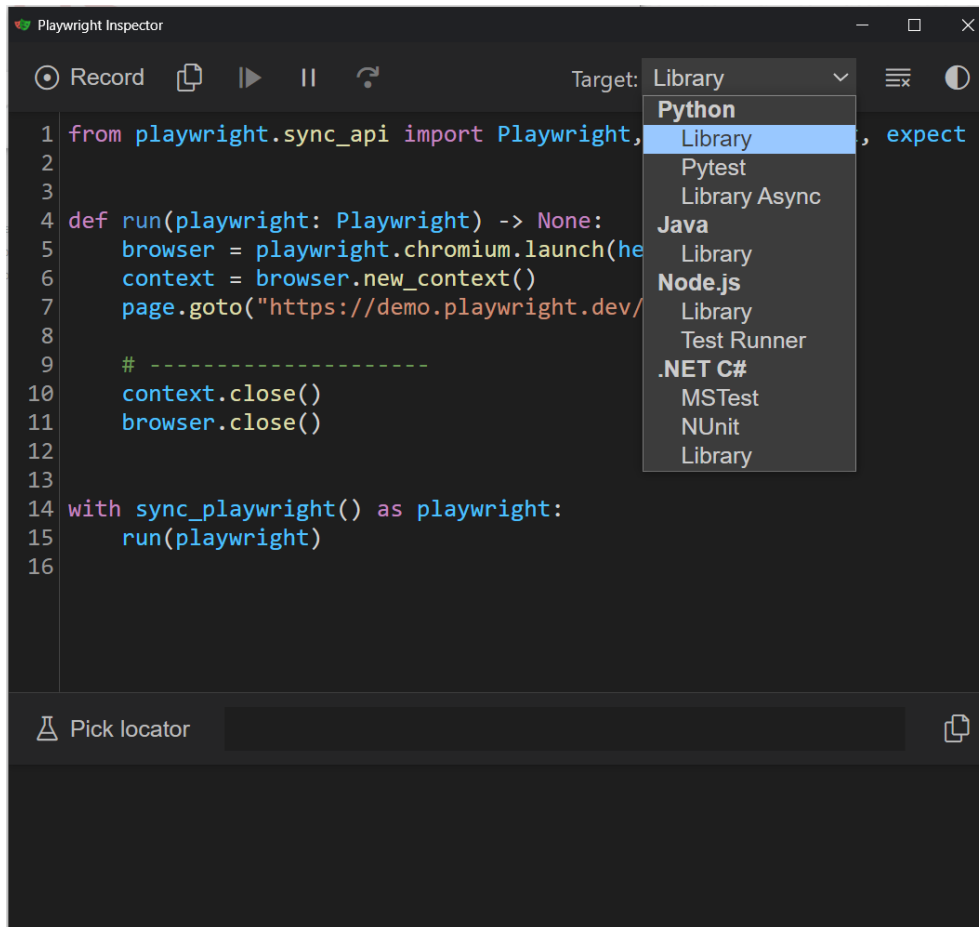 Playwright Inspector
Record
Target: Library
Python
Library
Pytest
Library Async
Java
Library
Node.js
Library
Test Runner
.NET C#
MSTest
NUnit
Library
1 from playwright.sync_api import Playwright, , expect
2
3
4 def run(playwright: Playwright) -> None:
5     browser = playwright.chromium.launch(he
6     context = browser.new_context()
7     page.goto("https://demo.playwright.dev/
8
9     # ---------------------
10     context.close()
11     browser.close()
12
13
14 with sync_playwright() as playwright:
15     run(playwright)
16
Pick locator